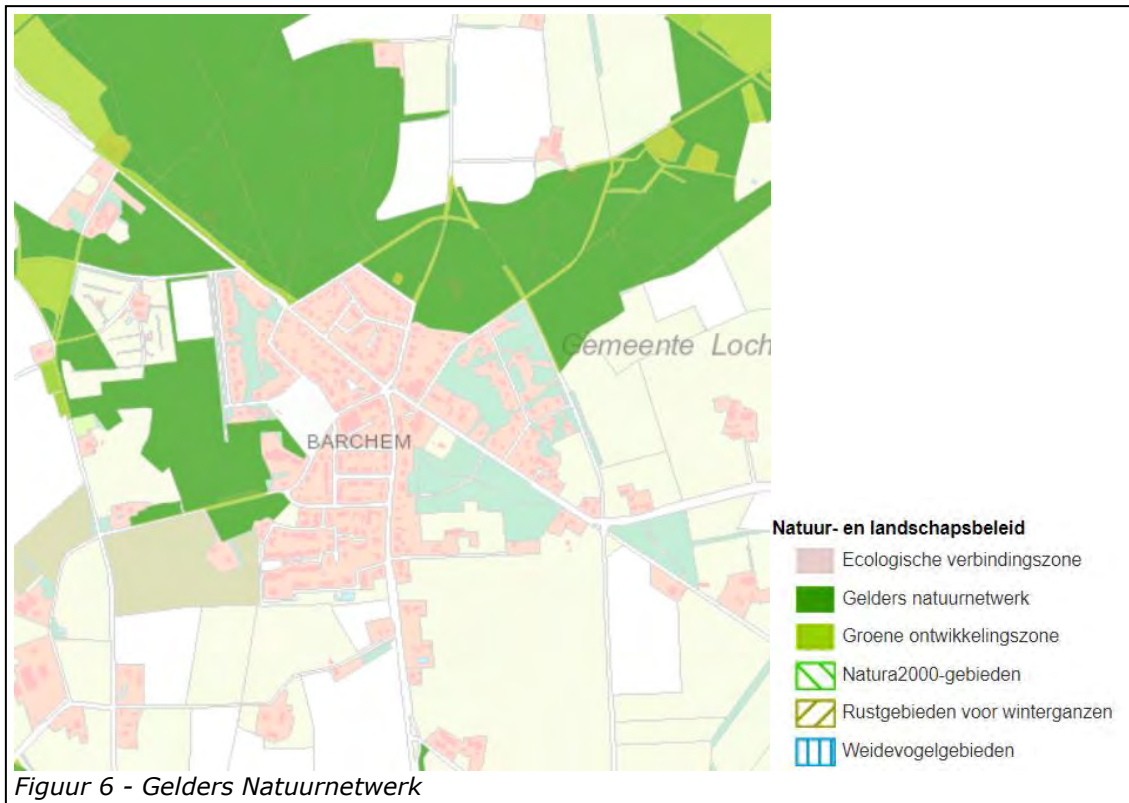 Gemeente Loch
BARCHEM
Natuur- en landschapsbeleid
Ecologische verbindingszone
Gelders natuurnetwerk
Groene ontwikkelingszone
Natura2000-gebieden
Rustgebieden voor winterganzen
Weidevogelgebieden
Figuur 6 - Gelders Natuurnetwerk